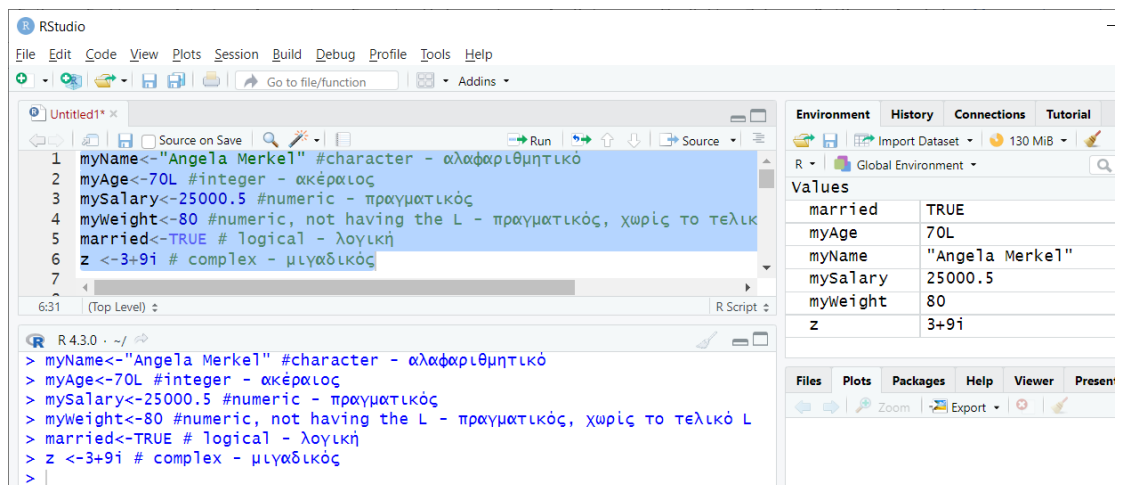 RStudio
File Edit Code View Plots Session Build Debug Profile Tools Help
Go to file/function Addins
Untitled1*
Source on Save Run Source
1 myName<-"Angela Merkel" #character - αλαφαριθμητικό
2 myAge<-70L #integer - ακέραιος
3 mySalary<-25000.5 #numeric - πραγματικός
4 myWeight<-80 #numeric, not having the L - πραγματικός, χωρίς το τελικ
5 married<-TRUE # logical - λογική
6 z <-3+9i # complex - μιγαδικός
7
6:31 (Top Level) R Script
R 4.3.0 · ~/
> myName<-"Angela Merkel" #character - αλαφαριθμητικό
> myAge<-70L #integer - ακέραιος
> mySalary<-25000.5 #numeric - πραγματικός
> myWeight<-80 #numeric, not having the L - πραγματικός, χωρίς το τελικό L
> married<-TRUE # logical - λογική
> z <-3+9i # complex - μιγαδικός
>
Environment History Connections Tutorial
Import Dataset 130 MiB
R Global Environment
Values
married TRUE
myAge 70L
myName "Angela Merkel"
mySalary 25000.5
myWeight 80
z 3+9i
Files Plots Packages Help Viewer Presen
Zoom Export